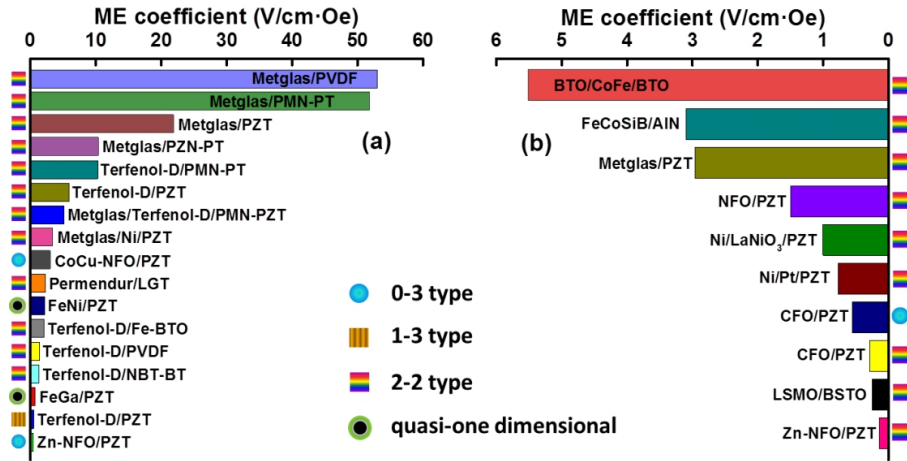 ME coefficient (V/cm·Oe)
0 10 20 30 40 50 60
Metglas/PVDF
Metglas/PMN-PT
Metglas/PZT
Metglas/PZN-PT
Terfenol-D/PMN-PT
Terfenol-D/PZT
Metglas/Terfenol-D/PMN-PZT
Metglas/Ni/PZT
CoCu-NFO/PZT
Permendur/LGT
FeNi/PZT
Terfenol-D/Fe-BTO
Terfenol-D/PVDF
Terfenol-D/NBT-BT
FeGa/PZT
Terfenol-D/PZT
Zn-NFO/PZT
(a)
0-3 type
1-3 type
2-2 type
quasi-one dimensional
ME coefficient (V/cm·Oe)
6 5 4 3 2 1 0
BTO/CoFe/BTO
FeCoSiB/AlN
Metglas/PZT
NFO/PZT
Ni/LaNiO₃/PZT
Ni/Pt/PZT
CFO/PZT
CFO/PZT
LSMO/BSTO
Zn-NFO/PZT
(b)